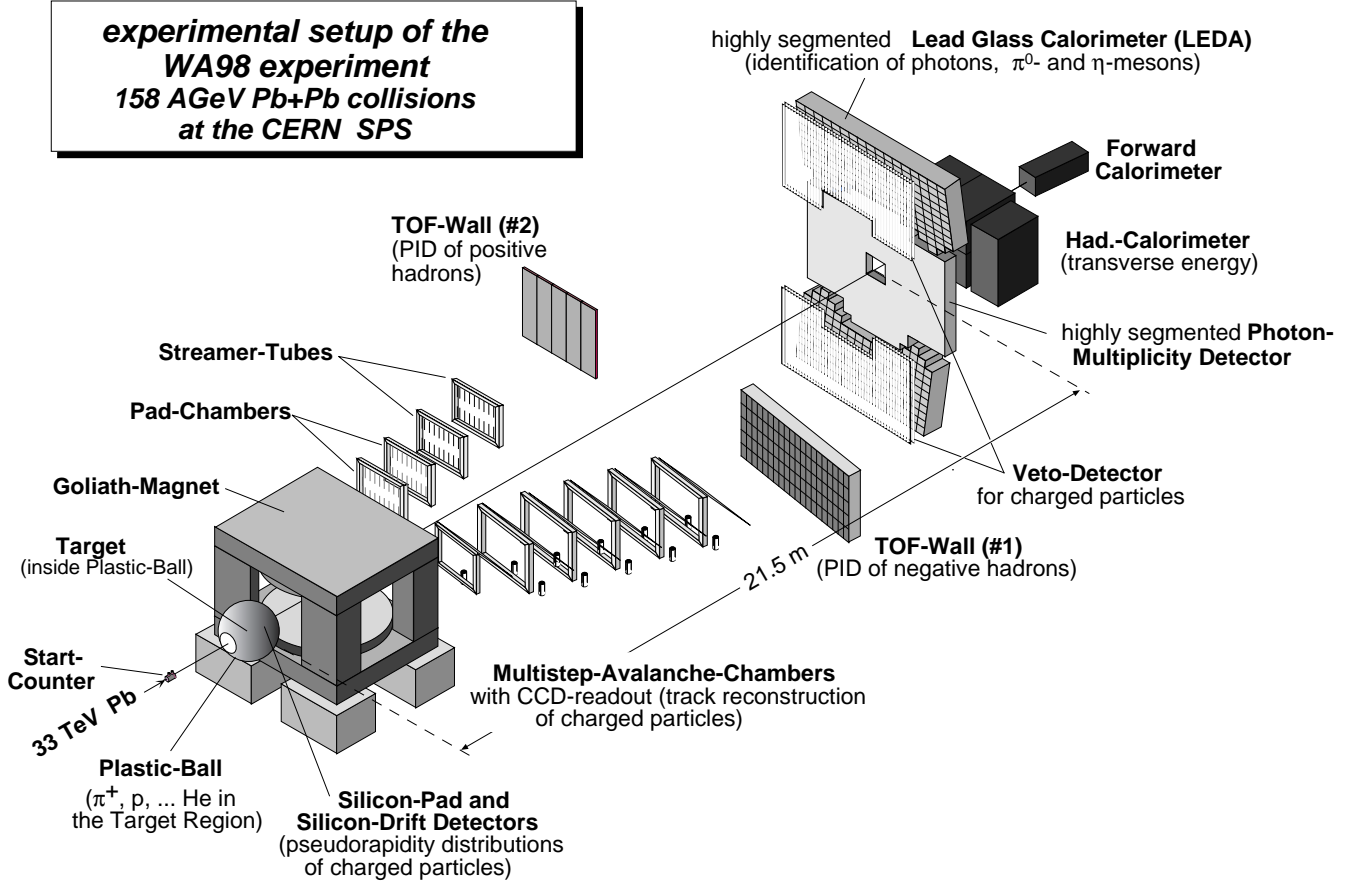 experimental setup of the
WA98 experiment
158 AGeV Pb+Pb collisions
at the CERN SPS
highly segmented Lead Glass Calorimeter (LEDA)
(identification of photons, π⁰- and η-mesons)
Forward
Calorimeter
TOF-Wall (#2)
(PID of positive
hadrons)
Had.-Calorimeter
(transverse energy)
highly segmented Photon-
Multiplicity Detector
Streamer-Tubes
Pad-Chambers
Goliath-Magnet
Veto-Detector
for charged particles
Target
(inside Plastic-Ball)
TOF-Wall (#1)
(PID of negative hadrons)
21.5 m
Start-
Counter
33 TeV Pb
Multistep-Avalanche-Chambers
with CCD-readout (track reconstruction
of charged particles)
Plastic-Ball
(π⁺, p, ... He in
the Target Region)
Silicon-Pad and
Silicon-Drift Detectors
(pseudorapidity distributions
of charged particles)